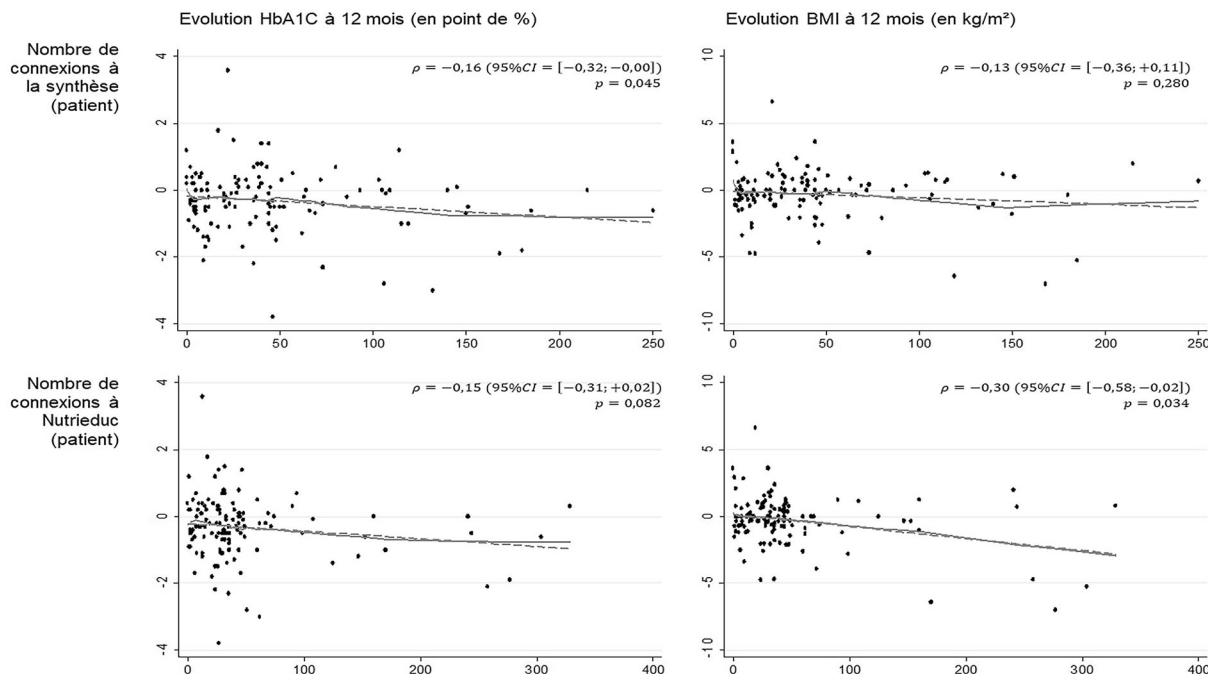 Evolution HbA1C à 12 mois (en point de %)
Evolution BMI à 12 mois (en kg/m²)
Nombre de
connexions à
la synthèse
(patient)
4
2
0
-2
-4
ρ = −0,16 (95%CI = [−0,32; −0,00])
p = 0,045
0 50 100 150 200 250
10
5
0
-5
-10
ρ = −0,13 (95%CI = [−0,36; +0,11])
p = 0,280
0 50 100 150 200 250
Nombre de
connexions à
Nutrieduc
(patient)
4
2
0
-2
-4
ρ = −0,15 (95%CI = [−0,31; +0,02])
p = 0,082
0 100 200 300 400
10
5
0
-5
-10
ρ = −0,30 (95%CI = [−0,58; −0,02])
p = 0,034
0 100 200 300 400